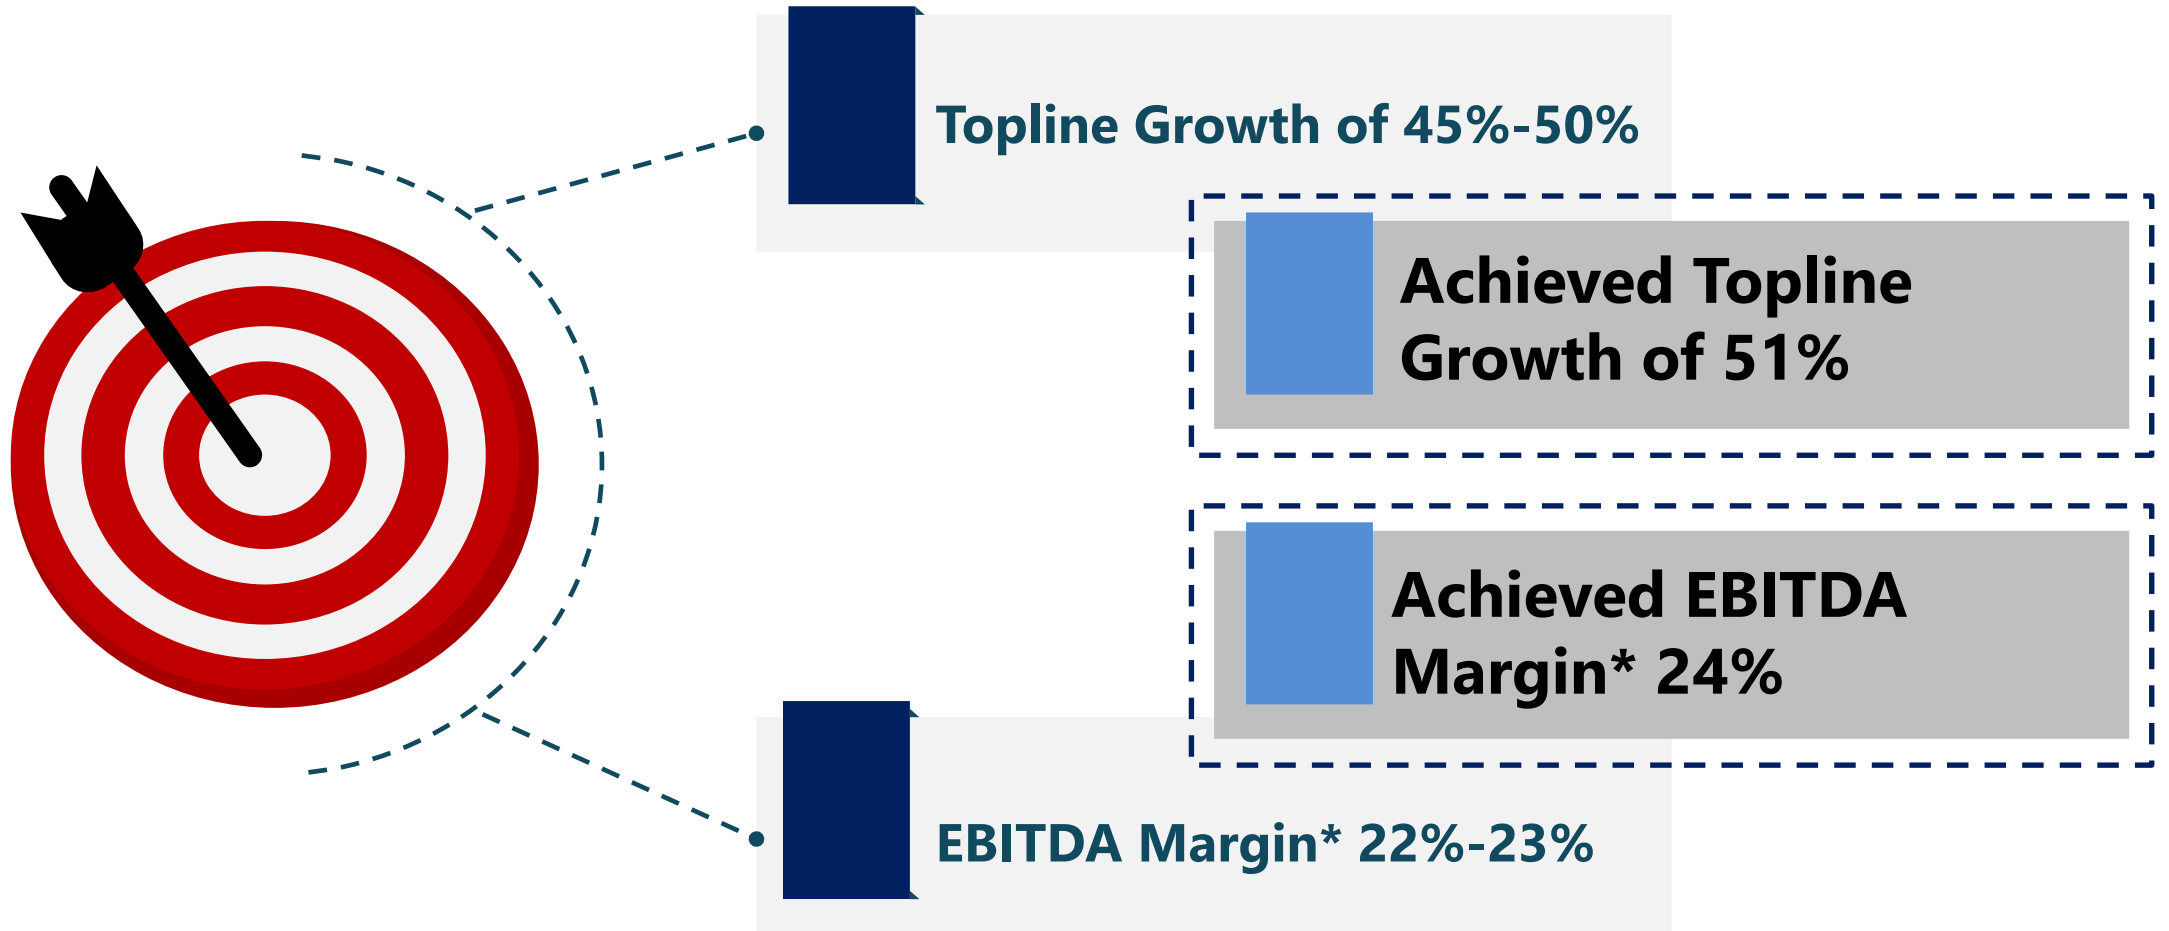 Topline Growth of 45%-50%
Achieved Topline
Growth of 51%
Achieved EBITDA
Margin* 24%
EBITDA Margin* 22%-23%